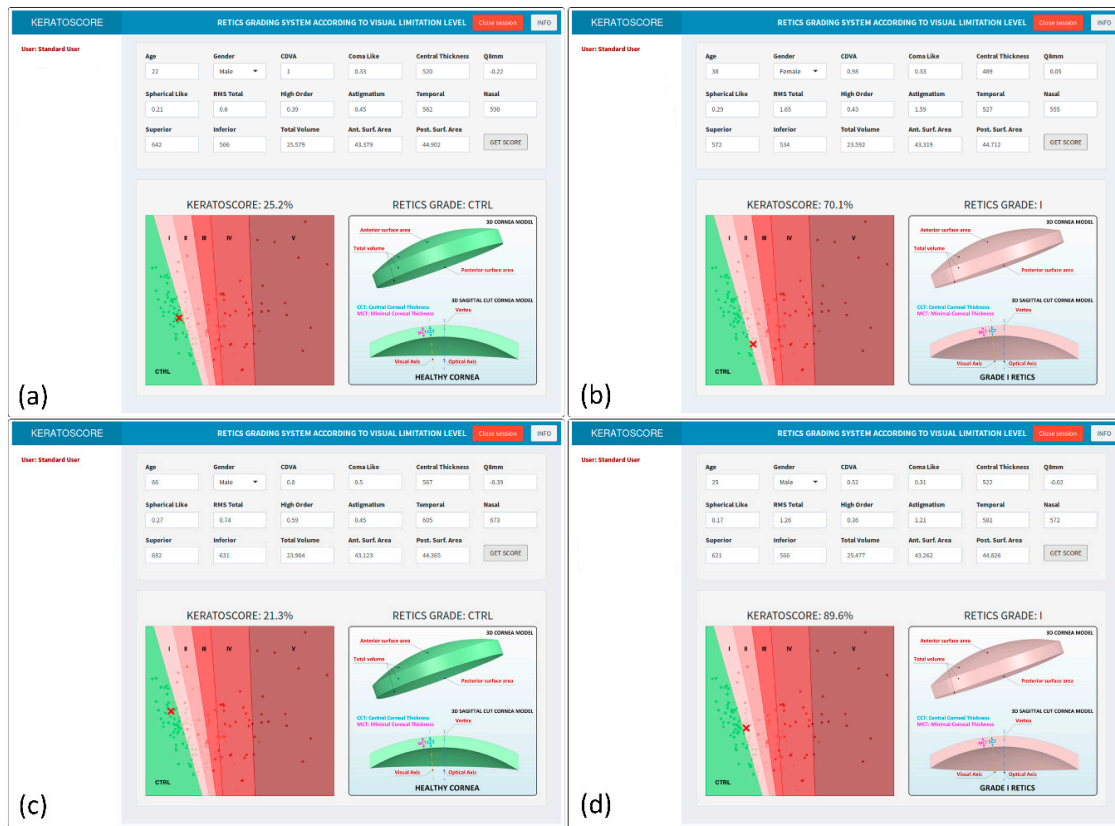 KERATOSCORE RETICS GRADING SYSTEM ACCORDING TO VISUAL LIMITATION LEVEL Close session INFO
User: Standard User
Age Gender CDVA Coma Like Central Thickness Q8mm
22 Male 1 0.33 520 -0.22
Spherical Like RMS Total High Order Astigmatism Temporal Nasal
0.21 0.8 0.39 0.45 562 598
Superior Inferior Total Volume Ant. Surf. Area Post. Surf. Area
642 566 25.579 43.379 44.902 GET SCORE
KERATOSCORE: 25.2% RETICS GRADE: CTRL
I II III IV V
CTRL
3D CORNEA MODEL
Anterior surface area
Total volume
Posterior surface area
3D SAGITTAL CUT CORNEA MODEL
CCT: Central Corneal Thickness
MCT: Minimal Corneal Thickness
Vertex
MCT CCT
Visual Axis Optical Axis
HEALTHY CORNEA
(a)
KERATOSCORE RETICS GRADING SYSTEM ACCORDING TO VISUAL LIMITATION LEVEL Close session INFO
User: Standard User
Age Gender CDVA Coma Like Central Thickness Q8mm
38 Female 0.98 0.33 489 0.05
Spherical Like RMS Total High Order Astigmatism Temporal Nasal
0.29 1.65 0.43 1.59 527 555
Superior Inferior Total Volume Ant. Surf. Area Post. Surf. Area
572 534 23.592 43.319 44.712 GET SCORE
KERATOSCORE: 70.1% RETICS GRADE: I
I II III IV V
CTRL
3D CORNEA MODEL
Anterior surface area
Total volume
Posterior surface area
3D SAGITTAL CUT CORNEA MODEL
CCT: Central Corneal Thickness
MCT: Minimal Corneal Thickness
Vertex
MCT CCT
Visual Axis Optical Axis
GRADE I RETICS
(b)
KERATOSCORE RETICS GRADING SYSTEM ACCORDING TO VISUAL LIMITATION LEVEL Close session INFO
User: Standard User
Age Gender CDVA Coma Like Central Thickness Q8mm
66 Male 0.8 0.5 567 -0.39
Spherical Like RMS Total High Order Astigmatism Temporal Nasal
0.27 0.74 0.59 0.45 605 673
Superior Inferior Total Volume Ant. Surf. Area Post. Surf. Area
682 631 23.904 43.123 44.365 GET SCORE
KERATOSCORE: 21.3% RETICS GRADE: CTRL
I II III IV V
CTRL
3D CORNEA MODEL
Anterior surface area
Total volume
Posterior surface area
3D SAGITTAL CUT CORNEA MODEL
CCT: Central Corneal Thickness
MCT: Minimal Corneal Thickness
Vertex
MCT CCT
Visual Axis Optical Axis
HEALTHY CORNEA
(c)
KERATOSCORE RETICS GRADING SYSTEM ACCORDING TO VISUAL LIMITATION LEVEL Close session INFO
User: Standard User
Age Gender CDVA Coma Like Central Thickness Q8mm
25 Male 0.52 0.31 522 -0.02
Spherical Like RMS Total High Order Astigmatism Temporal Nasal
0.17 1.26 0.36 1.21 581 572
Superior Inferior Total Volume Ant. Surf. Area Post. Surf. Area
621 566 25.477 43.262 44.826 GET SCORE
KERATOSCORE: 89.6% RETICS GRADE: I
I II III IV V
CTRL
3D CORNEA MODEL
Anterior surface area
Total volume
Posterior surface area
3D SAGITTAL CUT CORNEA MODEL
CCT: Central Corneal Thickness
MCT: Minimal Corneal Thickness
Vertex
MCT CCT
Visual Axis Optical Axis
GRADE I RETICS
(d)